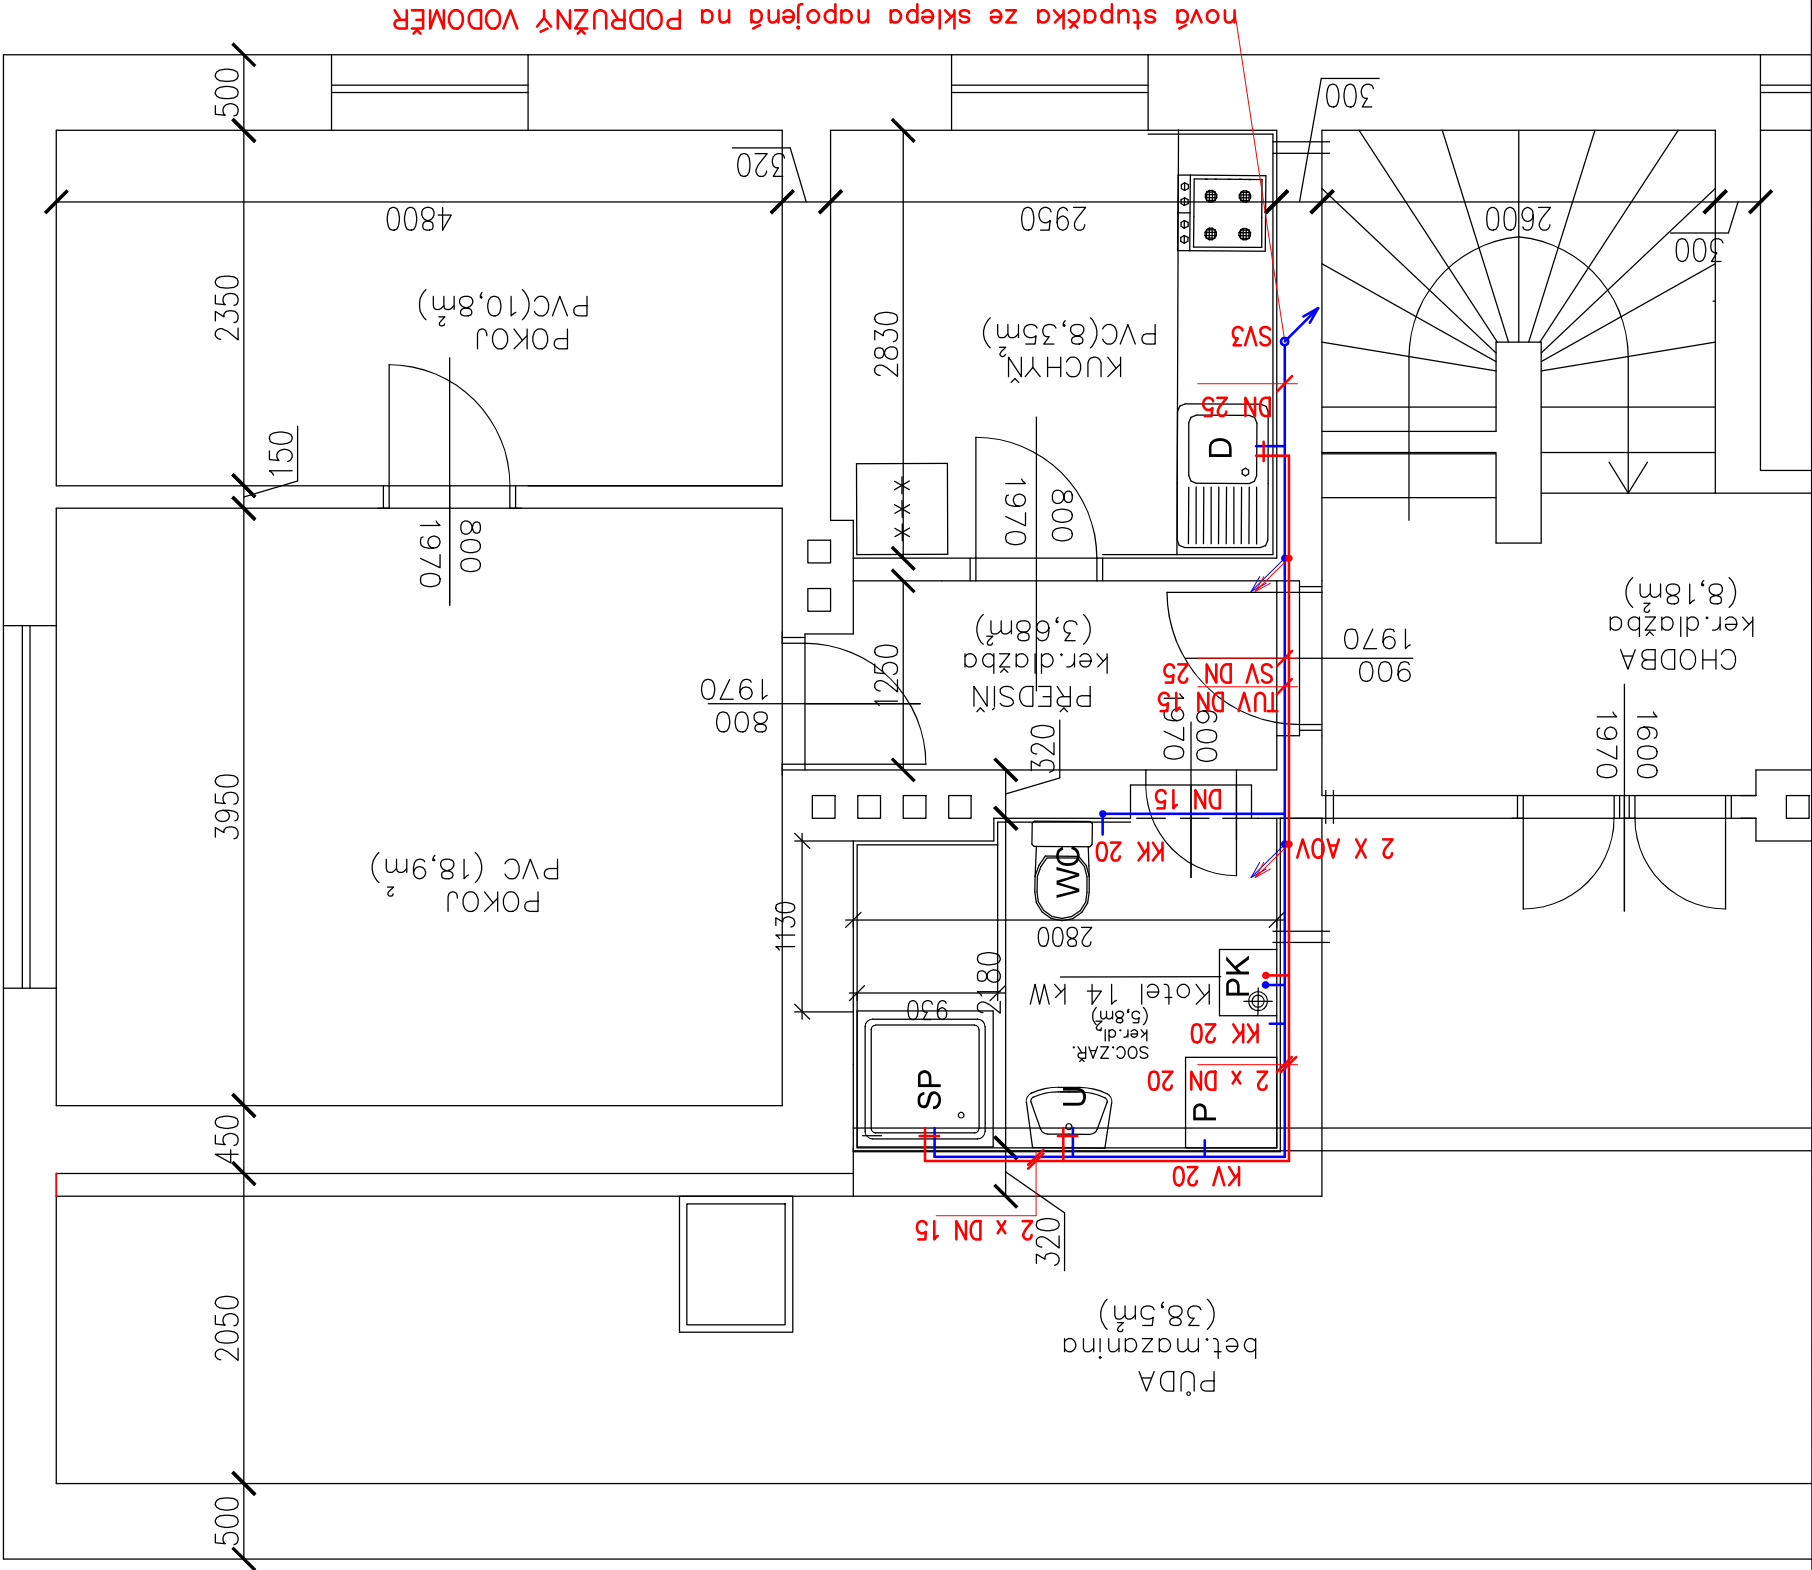 nová stupačka ze sklepa napojená na PODRUŽNÝ VODOMĚR
500
300
320
4800
2950
2600
300
2350
POKOJ
PVC(10,8m²)
2830
KUCHYŇ
PVC(8,35m²)
SV3
DN 25
D
150
***
800
1970
800
1970
CHODBA
ker.dlažba
(8,18m²)
PŘEDSÍŇ
ker.dlažba
(3,68m²)
1250
900
1970
SV DN 25
TUV DN 15
800
1970
600
1970
320
1600
1970
3950
DN 15
KK 20
2 X AOV
WC
POKOJ
PVC (18,9m²)
1130
2800
2180
930
PK
Kotel 14 kW
SOC.ZAŘ.
ker.dl.
(5,8m²)
KK 20
2 x DN 20
SP
U
P
450
KV 20
2 x DN 15
320
2050
PŮDA
bet.mazanina
(38,5m²)
500